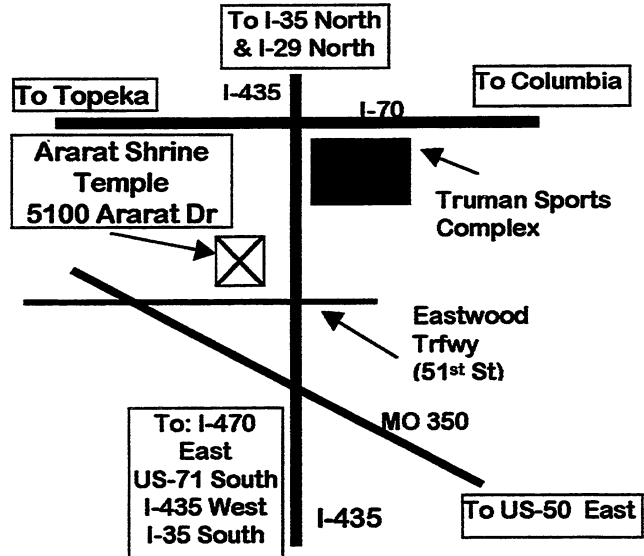 To I-35 North
& I-29 North
To Topeka
I-435
I-70
To Columbia
Ararat Shrine
Temple
5100 Ararat Dr
Truman Sports
Complex
Eastwood
Trfwy
(51st St)
MO 350
To: I-470
East
US-71 South
I-435 West
I-35 South
I-435
To US-50 East